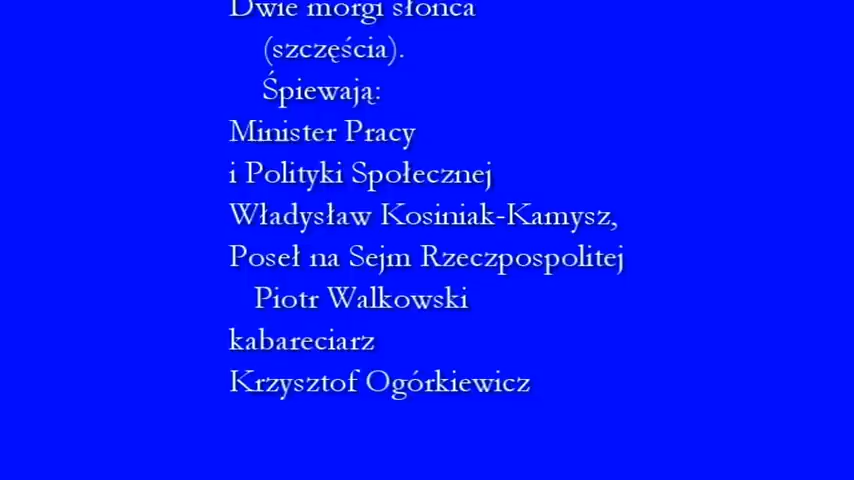 Dwie morgi słońca
(szczęścia).
Śpiewają:
Minister Pracy
i Polityki Społecznej
Władysław Kosiniak-Kamysz,
Poseł na Sejm Rzeczpospolitej
Piotr Walkowski
kabareciarz
Krzysztof Ogórkiewicz